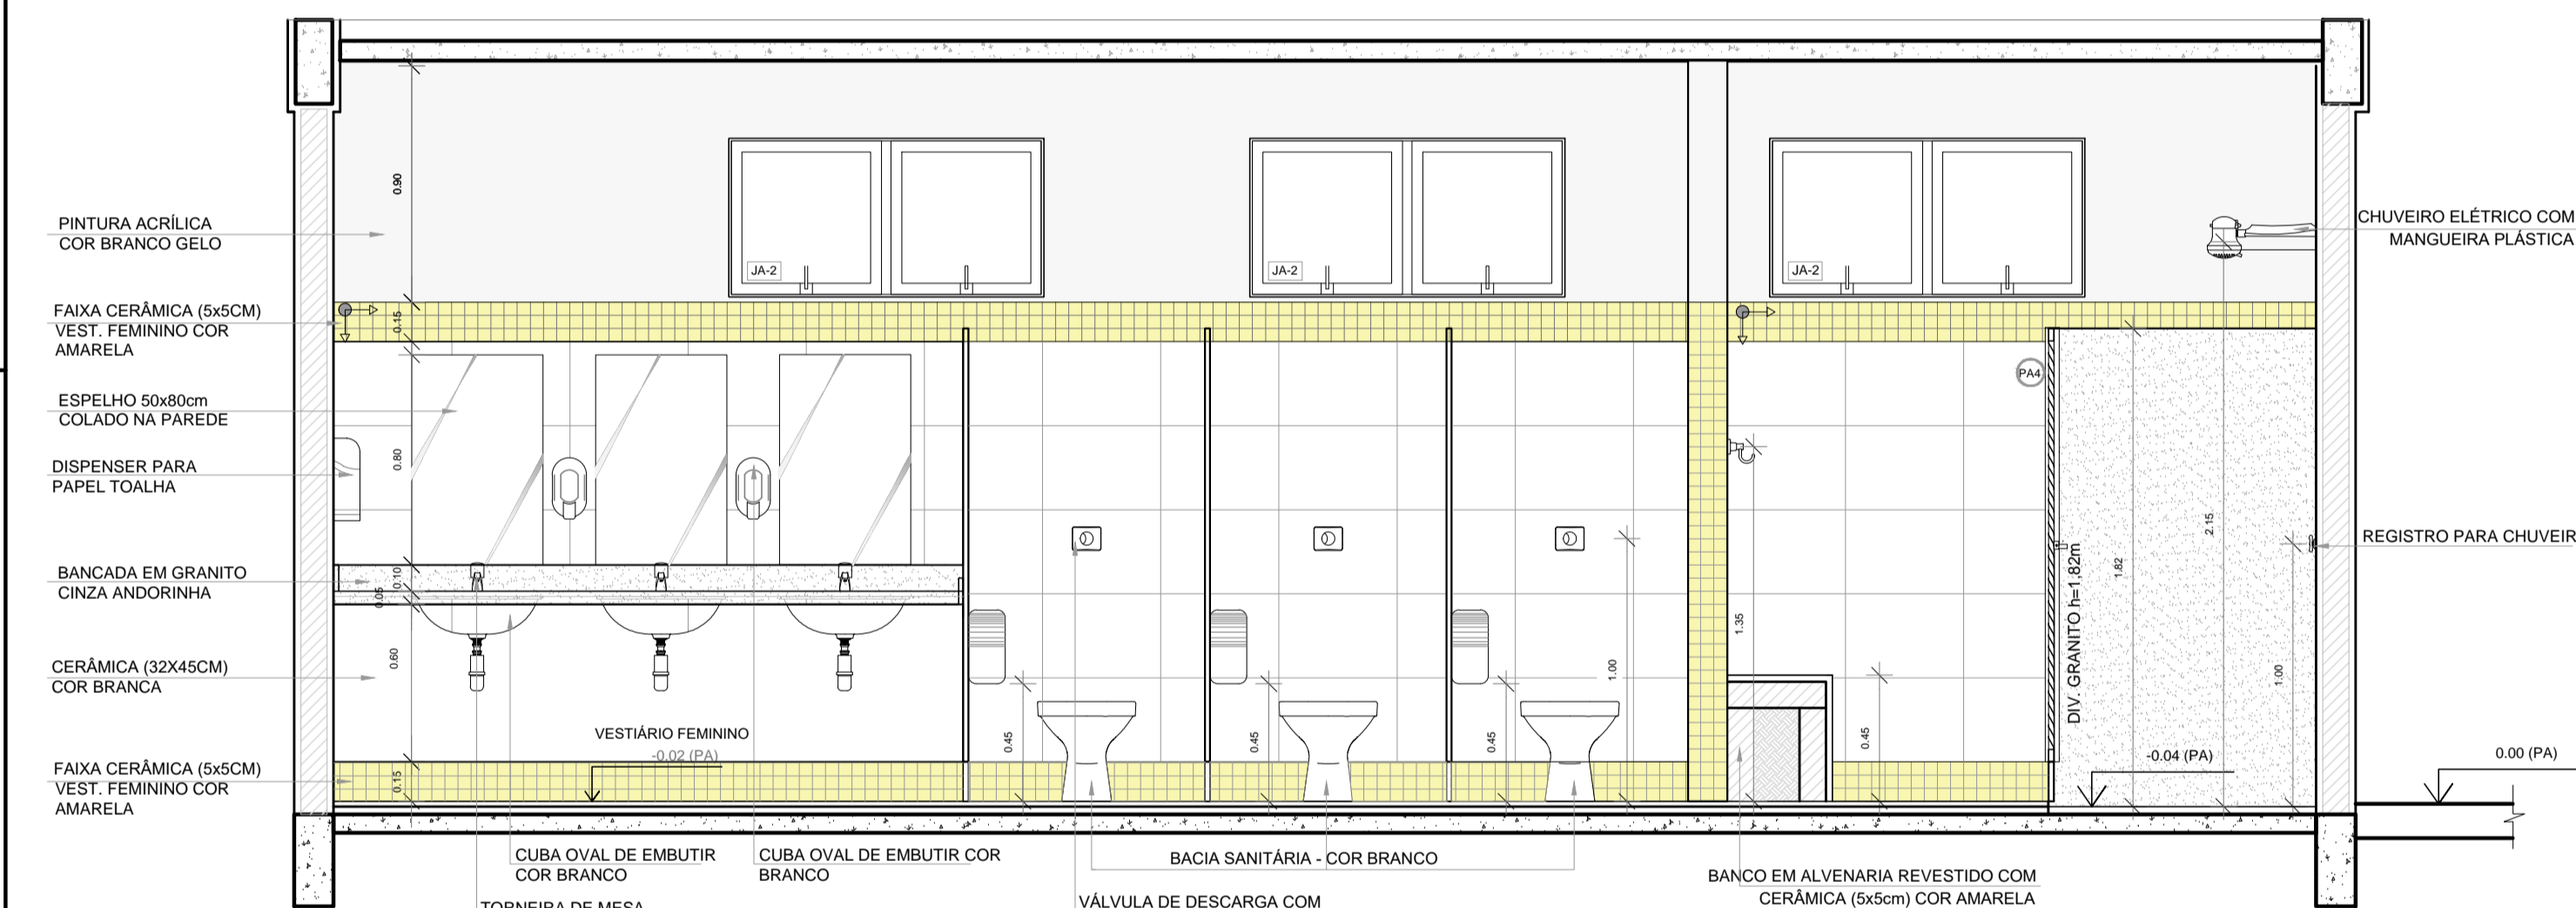 PINTURA ACRÍLICA
COR BRANCO GELO
FAIXA CERÂMICA (5x5CM)
VEST. FEMININO COR
AMARELA
ESPELHO 50x80cm
COLADO NA PAREDE
DISPENSER PARA
PAPEL TOALHA
BANCADA EM GRANITO
CINZA ANDORINHA
CERÂMICA (32X45CM)
COR BRANCA
FAIXA CERÂMICA (5x5CM)
VEST. FEMININO COR
AMARELA
0.90
0.15
0.80
0.10
0.05
0.60
0.15
JA-2
JA-2
JA-2
VESTIÁRIO FEMININO
-0.02 (PA)
0.45
0.45
0.45
1.00
1.35
0.45
PA4
DIV. GRANITO h=1,82m
1.82
2.15
1.00
-0.04 (PA)
0.00 (PA)
CHUVEIRO ELÉTRICO COM
MANGUEIRA PLÁSTICA
REGISTRO PARA CHUVEIR
CUBA OVAL DE EMBUTIR
COR BRANCO
CUBA OVAL DE EMBUTIR COR
BRANCO
BACIA SANITÁRIA - COR BRANCO
BANCO EM ALVENARIA REVESTIDO COM
CERÂMICA (5x5cm) COR AMARELA
TORNEIRA DE MESA
VÁLVULA DE DESCARGA COM